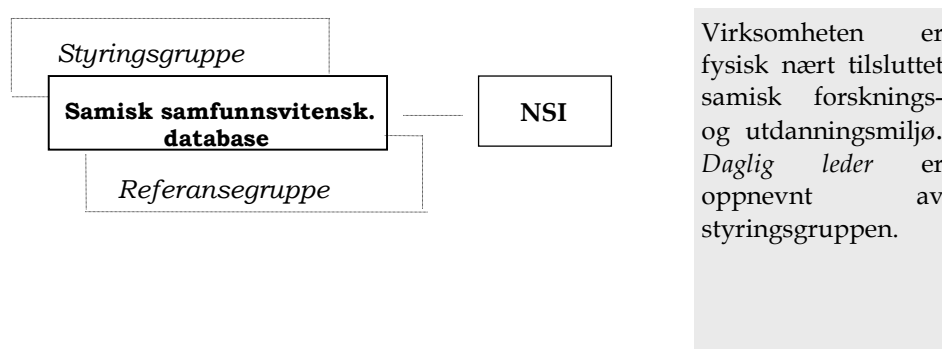 Styringsgruppe
Samisk samfunnsvitensk.
database
NSI
Referansegruppe
Virksomheten er
fysisk nært tilsluttet
samisk forsknings-
og utdanningsmiljø.
Daglig leder er
oppnevnt av
styringsgruppen.